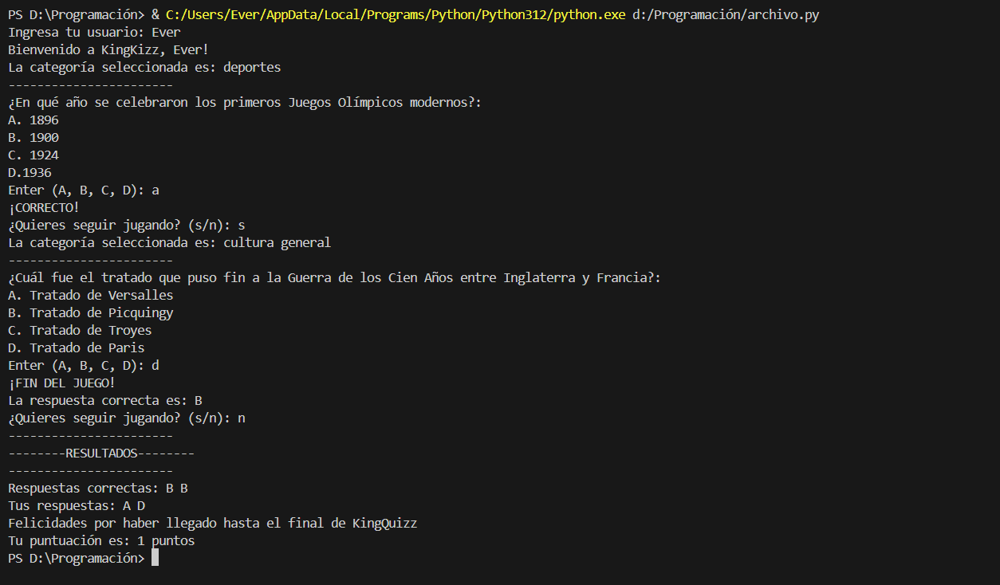 PS D:\Programación> & C:/Users/Ever/AppData/Local/Programs/Python/Python312/python.exe d:/Programación/archivo.py
Ingresa tu usuario: Ever
Bienvenido a KingKizz, Ever!
La categoría seleccionada es: deportes
-----------------------
¿En qué año se celebraron los primeros Juegos Olímpicos modernos?:
A. 1896
B. 1900
C. 1924
D.1936
Enter (A, B, C, D): a
¡CORRECTO!
¿Quieres seguir jugando? (s/n): s
La categoría seleccionada es: cultura general
-----------------------
¿Cuál fue el tratado que puso fin a la Guerra de los Cien Años entre Inglaterra y Francia?:
A. Tratado de Versalles
B. Tratado de Picquingy
C. Tratado de Troyes
D. Tratado de Paris
Enter (A, B, C, D): d
¡FIN DEL JUEGO!
La respuesta correcta es: B
¿Quieres seguir jugando? (s/n): n
-----------------------
--------RESULTADOS--------
-----------------------
Respuestas correctas: B B
Tus respuestas: A D
Felicidades por haber llegado hasta el final de KingQuizz
Tu puntuación es: 1 puntos
PS D:\Programación>